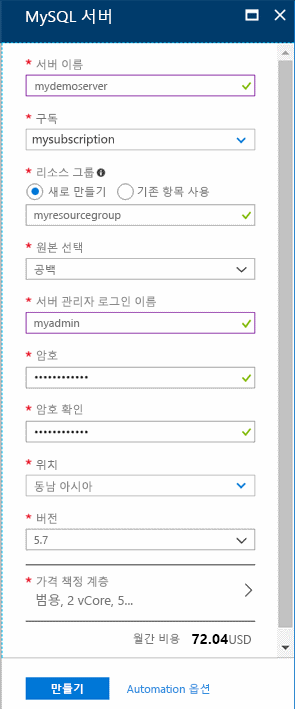 MySQL 서버
* 서버 이름
mydemoserver
* 구독
mysubscription
* 리소스 그룹
새로 만들기 기존 항목 사용
myresourcegroup
* 원본 선택
공백
* 서버 관리자 로그인 이름
myadmin
* 암호
••••••••••••
* 암호 확인
••••••••••••
* 위치
동남 아시아
* 버전
5.7
* 가격 책정 계층
범용, 2 vCore, 5...
월간 비용 72.04USD
만들기 Automation 옵션